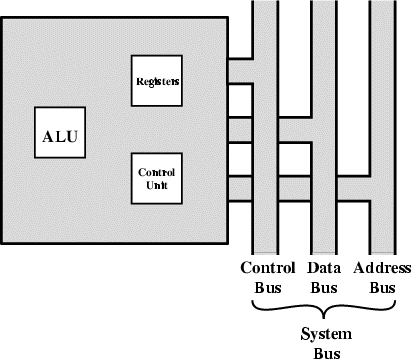 Registers
ALU
Control
Unit
Control Data Address
Bus Bus Bus
System
Bus